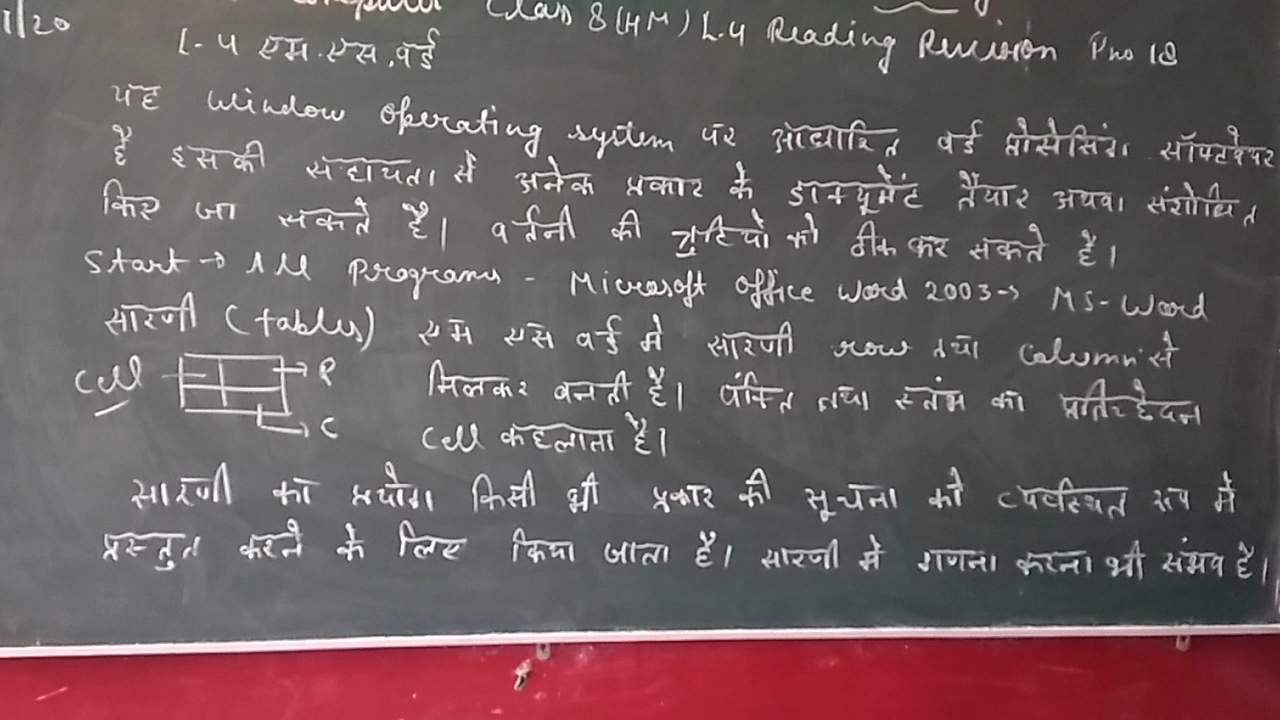 1/20 Computer Class 8 (HM) L.4 Reading Revision Pno 18
L-4 एम.एस.वर्ड
यह Window operating system पर आधारित वर्ड प्रोसेसिंग सॉफ्टवेयर
है इसकी सहायता से अनेक प्रकार के डाक्यूमेंट तैयार अथवा संशोधित
किए जा सकते है। वर्तनी की त्रुटियो को ठीक कर सकते है।
Start → All Programs - Microsoft office Word 2003 → MS-Word
सारणी (tables) एम एस वर्ड मे सारणी row तथा Column से
Cell → R मिलकर बनती है। पंक्ति तथा स्तंभ का प्रतिच्छेदन
→ C Cell कहलाता है।
सारणी का प्रयोग किसी भी प्रकार की सूचना को व्यवस्थित रूप मे
प्रस्तुत करने के लिए किया जाता है। सारणी मे गणना करना भी संभव है।